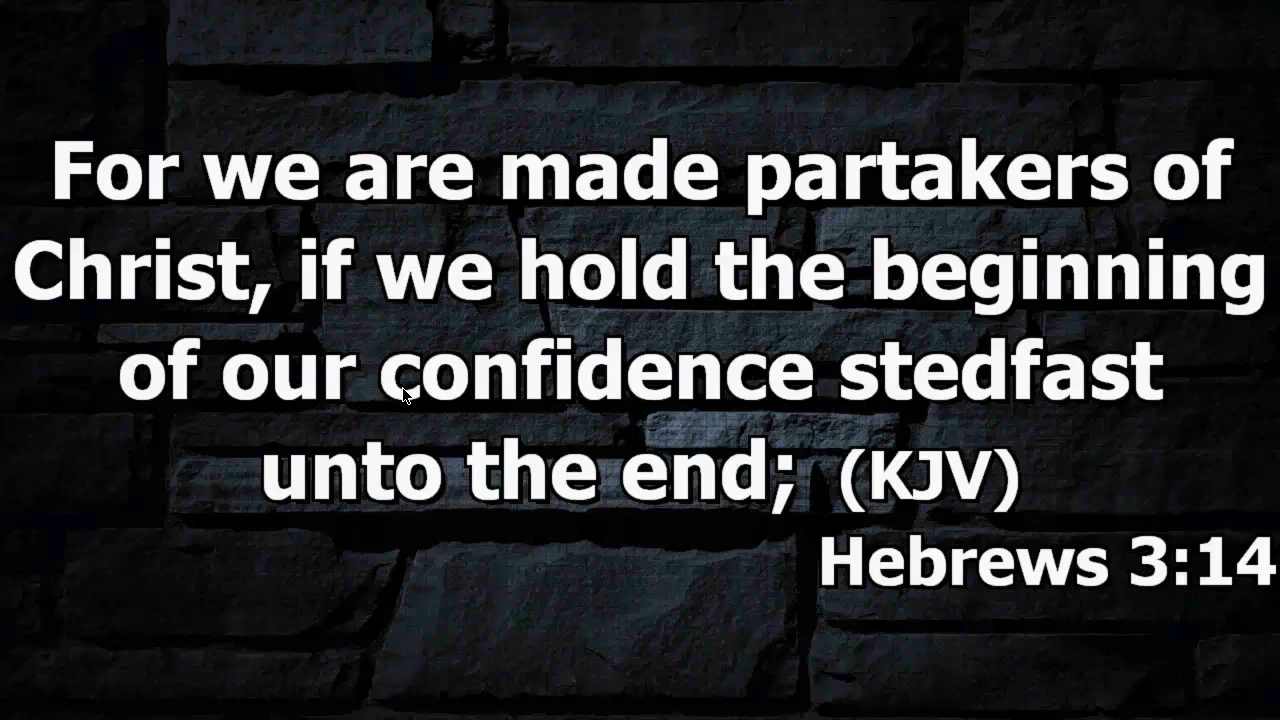 For we are made partakers of
Christ, if we hold the beginning
of our confidence stedfast
unto the end; (KJV)
Hebrews 3:14